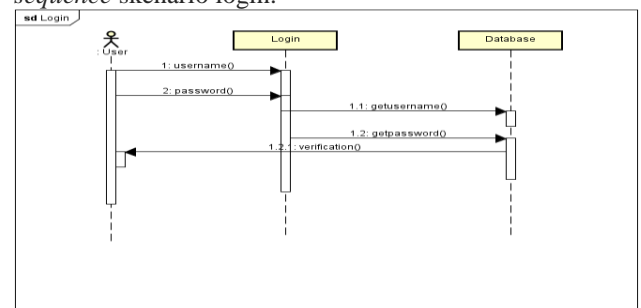 sequence skenario login.
sd Login
: User
Login
Database
1: username()
2: password()
1.1: getusername()
1.2: getpassword()
1.2.1: verification()